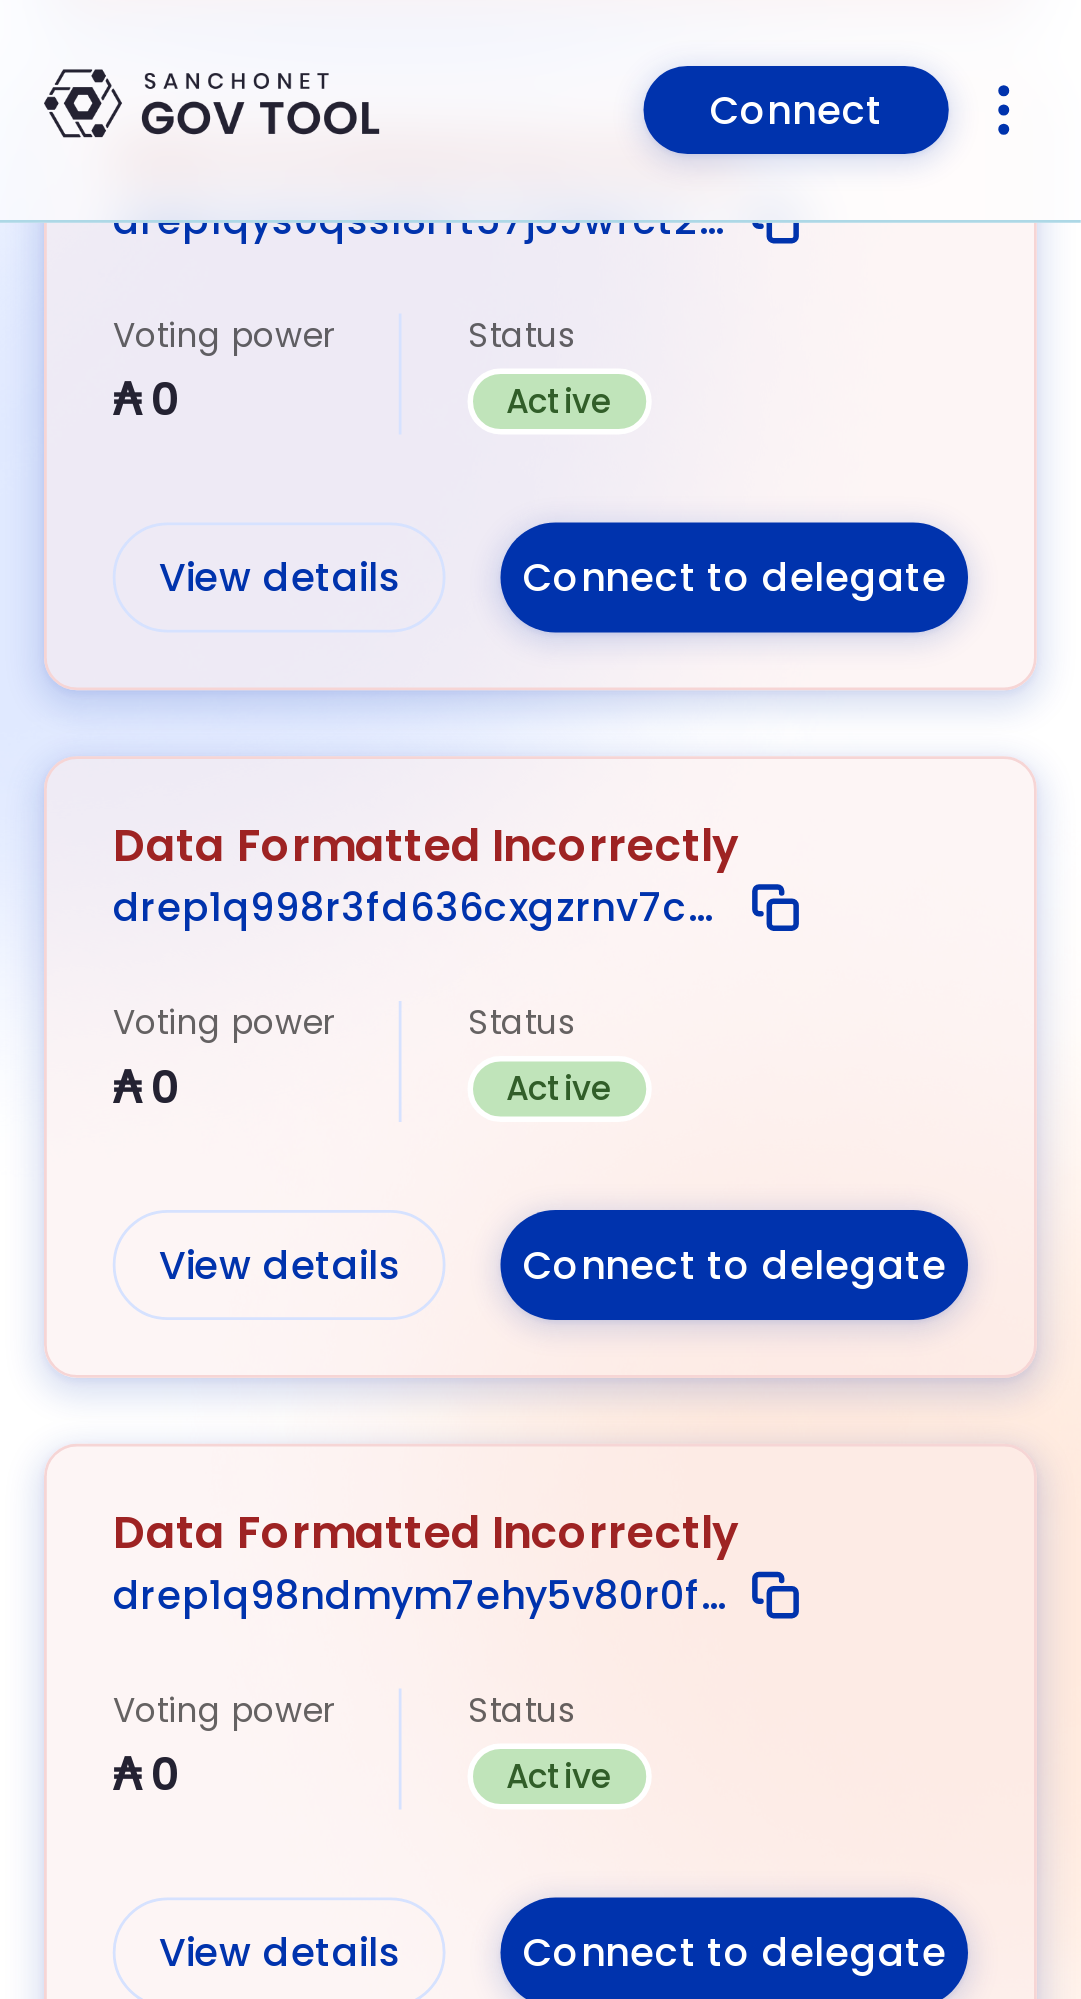 SANCHONET
GOV TOOL
Connect
Voting power
Status
₳ 0
Active
View details
Connect to delegate
Data Formatted Incorrectly
drep1q998r3fd636cxgzrnv7c...
Voting power
Status
₳ 0
Active
View details
Connect to delegate
Data Formatted Incorrectly
drep1q98ndmym7ehy5v80r0f...
Voting power
Status
₳ 0
Active
View details
Connect to delegate